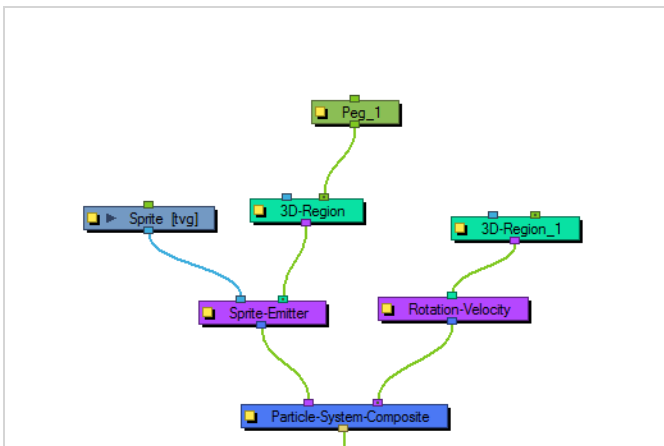 Peg_1
Sprite [tvg]
3D-Region
3D-Region_1
Sprite-Emitter
Rotation-Velocity
Particle-System-Composite